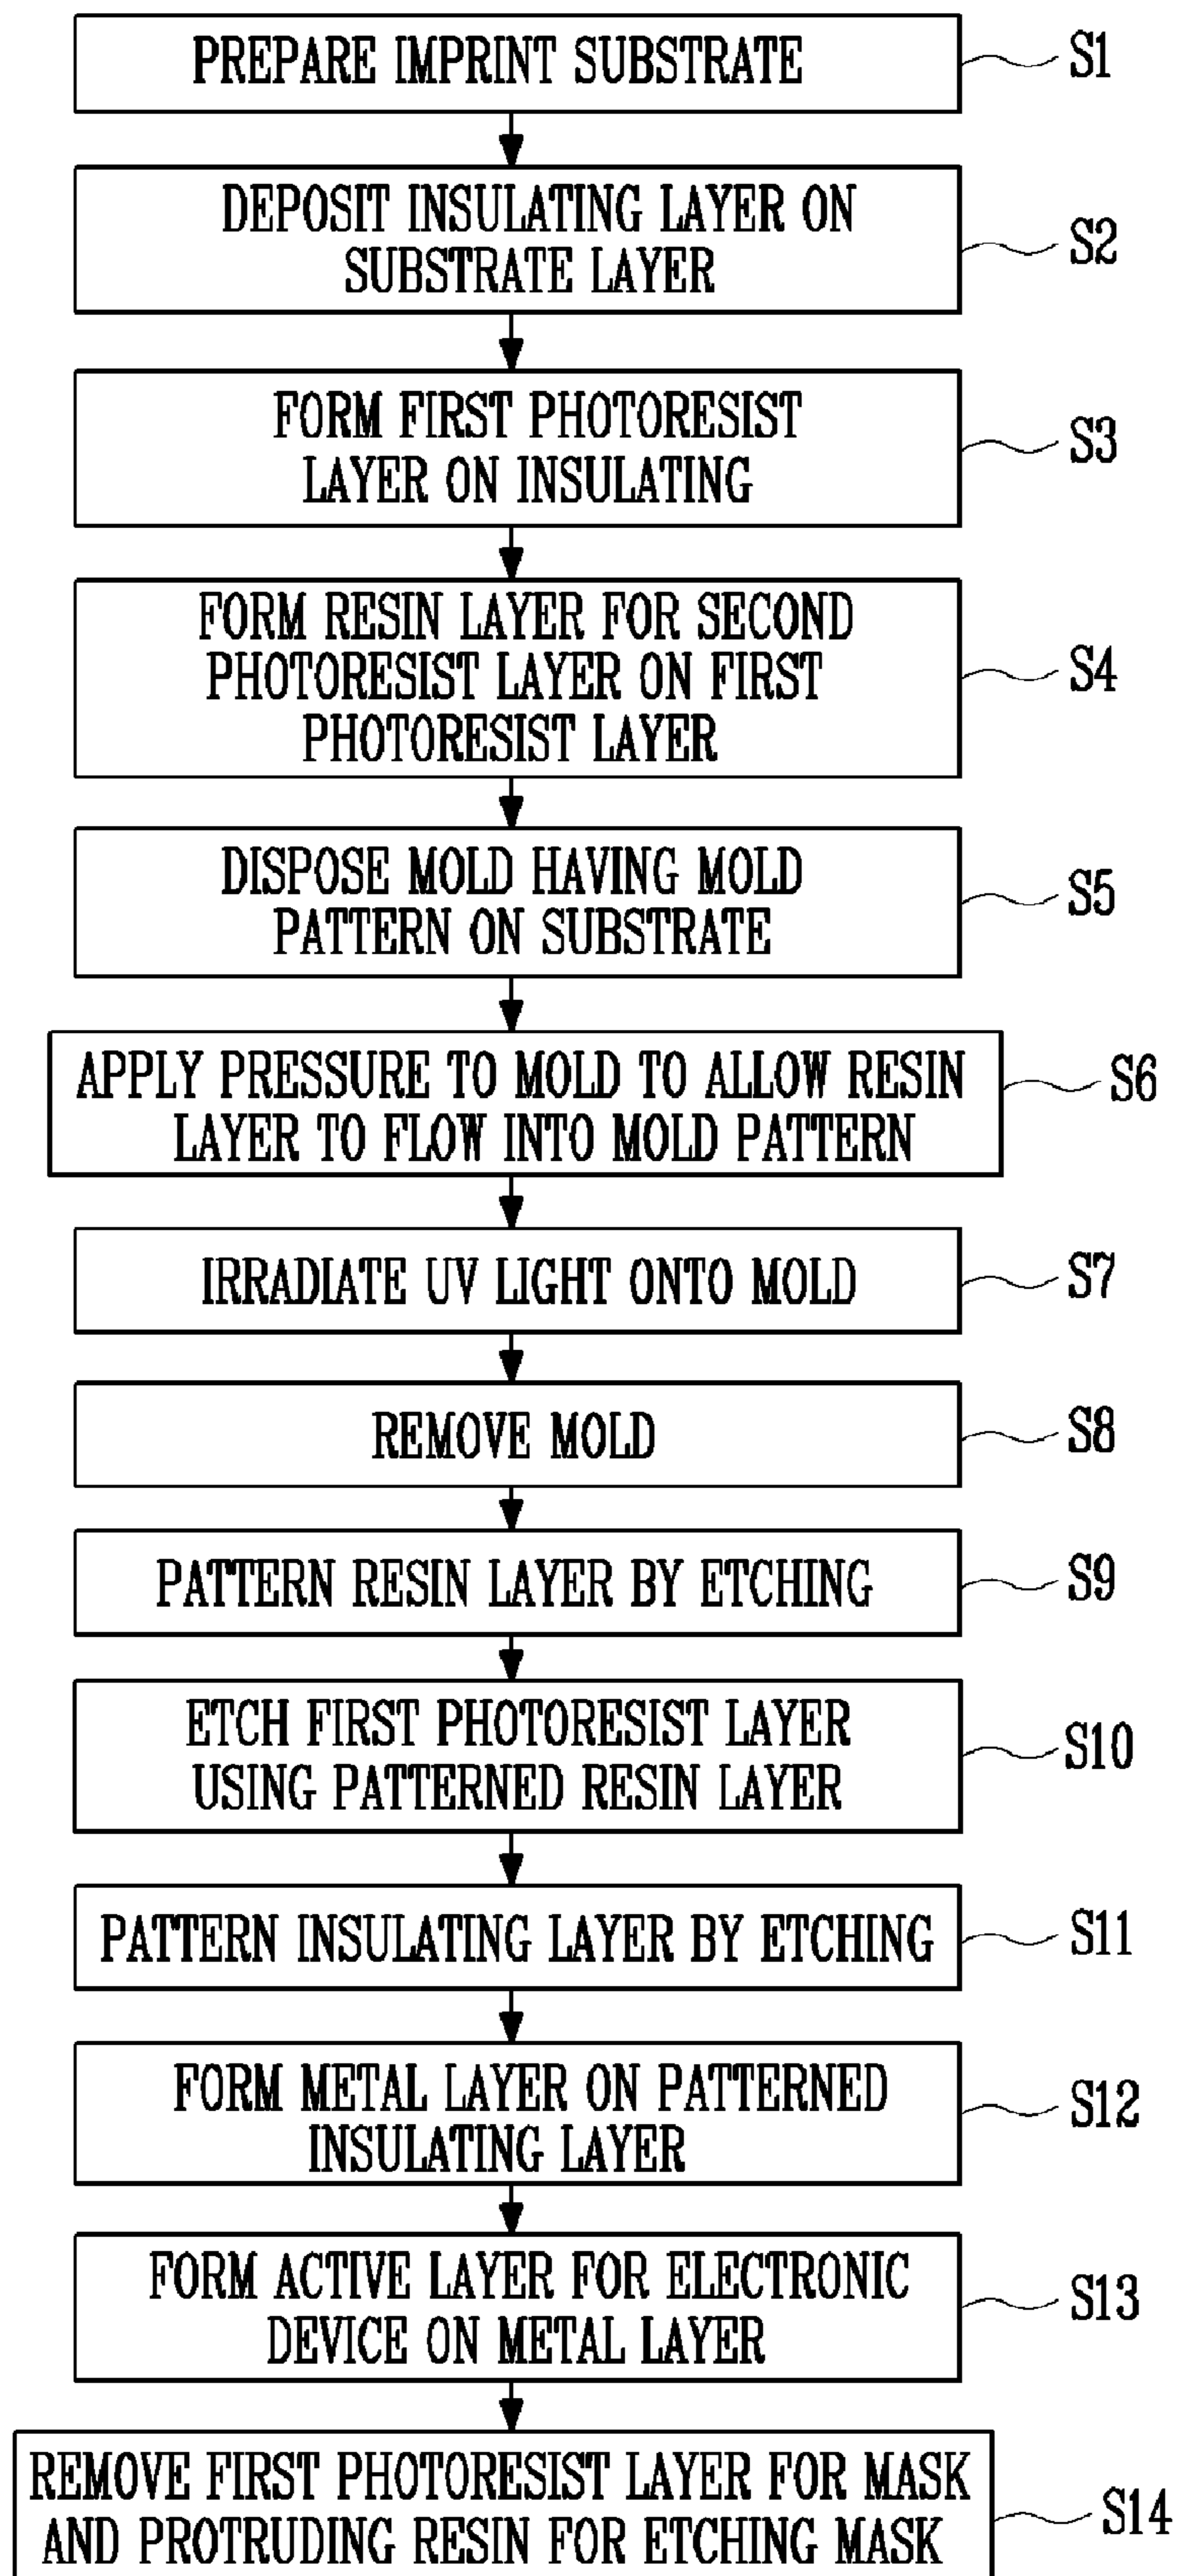 PREPARE IMPRINT SUBSTRATE
S1
DEPOSIT INSULATING LAYER ON
SUBSTRATE LAYER
S2
FORM FIRST PHOTORESIST
LAYER ON INSULATING
S3
FORM RESIN LAYER FOR SECOND
PHOTORESIST LAYER ON FIRST
PHOTORESIST LAYER
S4
DISPOSE MOLD HAVING MOLD
PATTERN ON SUBSTRATE
S5
APPLY PRESSURE TO MOLD TO ALLOW RESIN
LAYER TO FLOW INTO MOLD PATTERN
S6
IRRADIATE UV LIGHT ONTO MOLD
S7
REMOVE MOLD
S8
PATTERN RESIN LAYER BY ETCHING
S9
ETCH FIRST PHOTORESIST LAYER
USING PATTERNED RESIN LAYER
S10
PATTERN INSULATING LAYER BY ETCHING
S11
FORM METAL LAYER ON PATTERNED
INSULATING LAYER
S12
FORM ACTIVE LAYER FOR ELECTRONIC
DEVICE ON METAL LAYER
S13
REMOVE FIRST PHOTORESIST LAYER FOR MASK
AND PROTRUDING RESIN FOR ETCHING MASK
S14